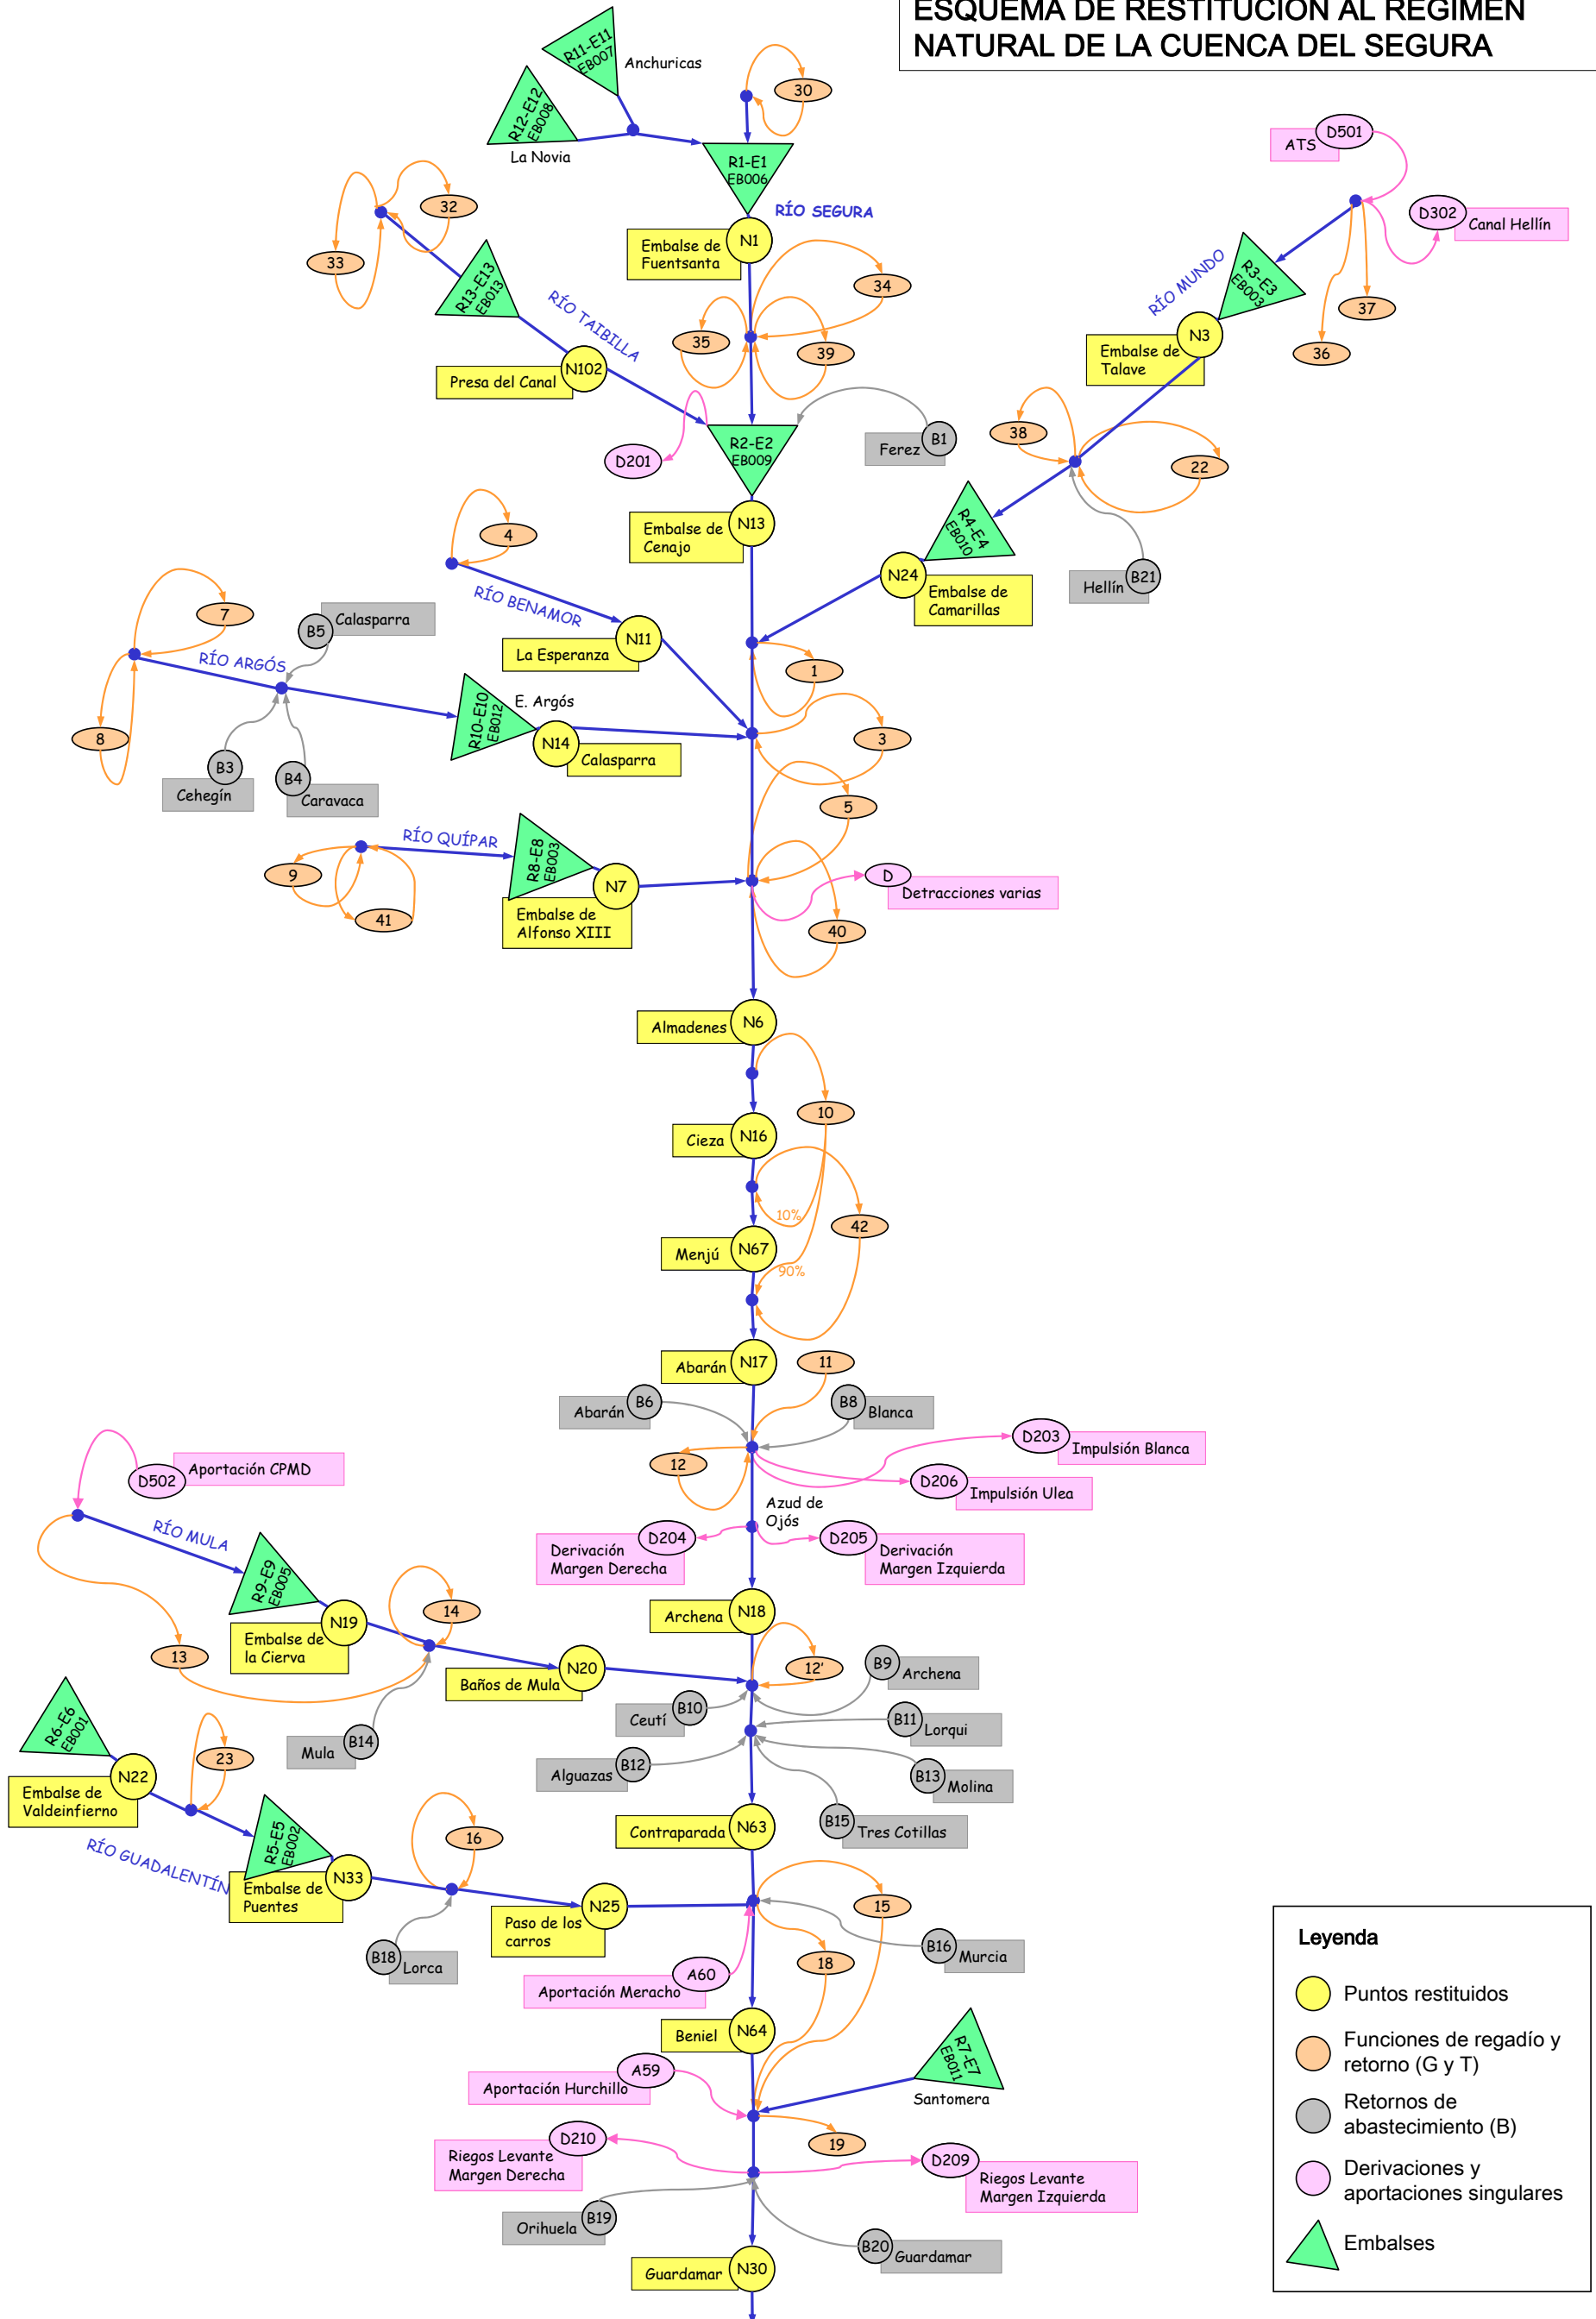 ESQUEMA DE RESTITUCION AL REGIMEN
NATURAL DE LA CUENCA DEL SEGURA
R11-E11
EB007
Anchuricas
30
R12-E12
EB008
La Novia
R1-E1
EB006
ATS
D501
32
33
RÍO SEGURA
N1
Embalse de
Fuentsanta
D302
Canal Hellín
R13-E13
EB013
RÍO TAIBILLA
34
35
39
RÍO MUNDO
R3-E3
EB003
37
36
N3
Embalse de
Talave
N102
Presa del Canal
D201
R2-E2
EB009
Ferez
B1
38
22
4
N13
Embalse de
Cenajo
R4-E4
EB010
N24
Embalse de
Camarillas
Hellín
B21
RÍO BENAMOR
7
B5
Calasparra
N11
La Esperanza
RÍO ARGÓS
1
R10-E10
EB012
E. Argós
8
3
N14
Calasparra
B3
Cehegín
B4
Caravaca
5
RÍO QUÍPAR
9
41
R8-E8
EB003
N7
Embalse de
Alfonso XIII
D
Detracciones varias
40
Almadenes
N6
10
Cieza
N16
10%
42
Menjú
N67
90%
Abarán
N17
11
Abarán
B6
B8
Blanca
12
D203
Impulsión Blanca
D502
Aportación CPMD
D206
Impulsión Ulea
Azud de
Ojós
RÍO MULA
D204
Derivación
Margen Derecha
D205
Derivación
Margen Izquierda
R9-E9
EB005
14
N19
Embalse de
la Cierva
Archena
N18
13
Baños de Mula
N20
12'
B9
Archena
Ceutí
B10
B11
Lorqui
R6-E6
EB001
23
Mula
B14
Alguazas
B12
B13
Molina
N22
Embalse de
Valdeinfierno
B15
Tres Cotillas
RÍO GUADALENTÍN
R5-E5
EB002
16
Contraparada
N63
N33
Embalse de
Puentes
N25
Paso de los
carros
15
B18
Lorca
18
B16
Murcia
A60
Aportación Meracho
Beniel
N64
R7-E7
EB011
Santomera
A59
Aportación Hurchillo
19
D210
Riegos Levante
Margen Derecha
D209
Riegos Levante
Margen Izquierda
Orihuela
B19
B20
Guardamar
Guardamar
N30
Leyenda
Puntos restituidos
Funciones de regadío y
retorno (G y T)
Retornos de
abastecimiento (B)
Derivaciones y
aportaciones singulares
Embalses